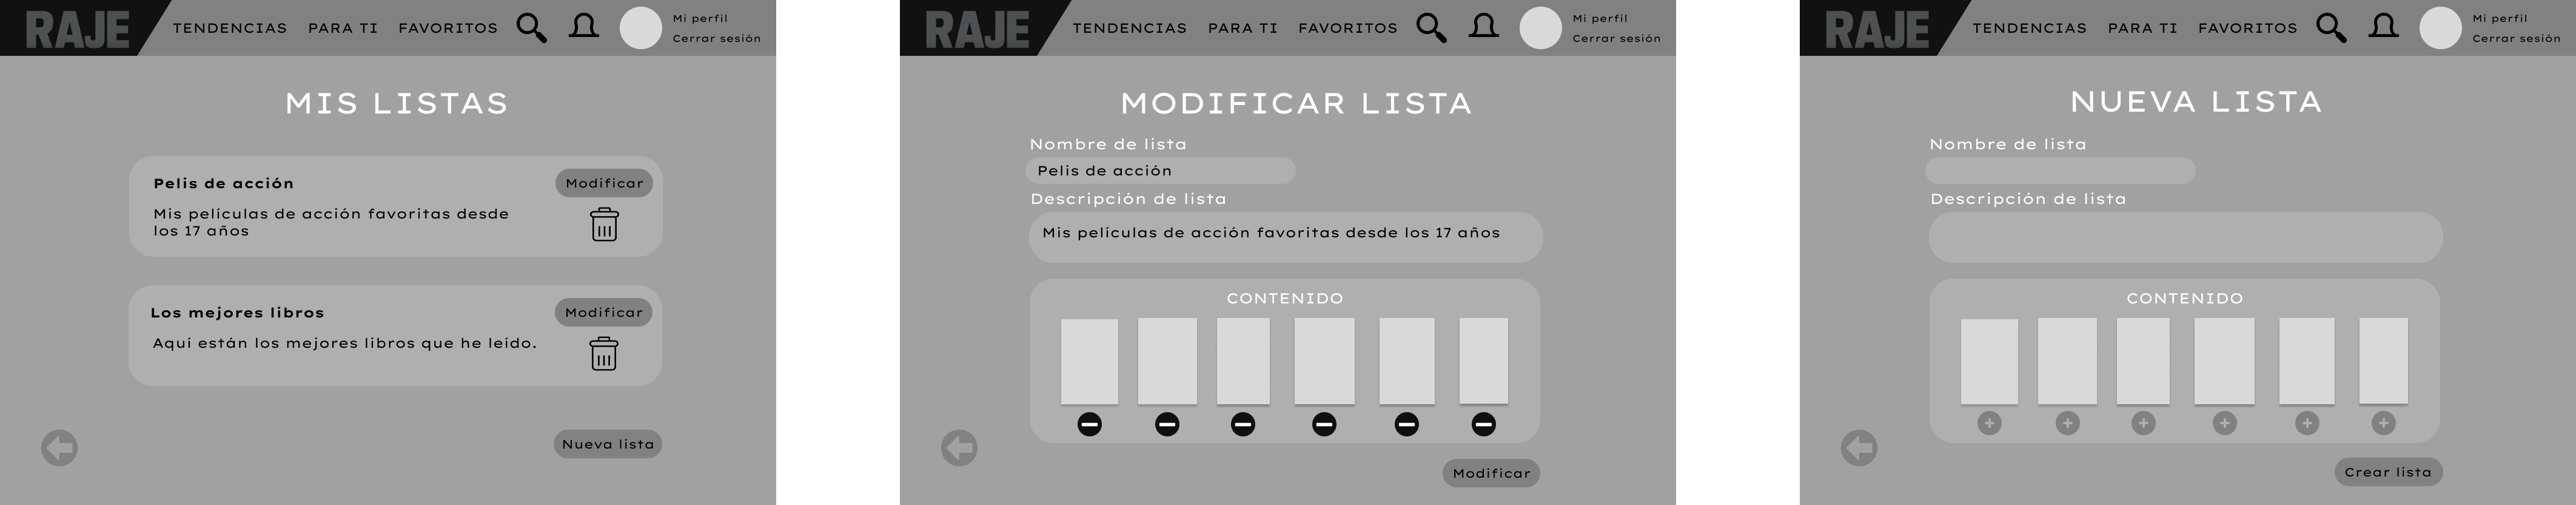 RAJE
TENDENCIAS PARA TI FAVORITOS
Mi perfil
Cerrar sesión
MIS LISTAS
Pelis de acción
Modificar
Mis películas de acción favoritas desde
los 17 años
Los mejores libros
Modificar
Aquí están los mejores libros que he leído.
Nueva lista
RAJE
TENDENCIAS PARA TI FAVORITOS
Mi perfil
Cerrar sesión
MODIFICAR LISTA
Nombre de lista
Pelis de acción
Descripción de lista
Mis películas de acción favoritas desde los 17 años
CONTENIDO
Modificar
RAJE
TENDENCIAS PARA TI FAVORITOS
Mi perfil
Cerrar sesión
NUEVA LISTA
Nombre de lista
Descripción de lista
CONTENIDO
Crear lista